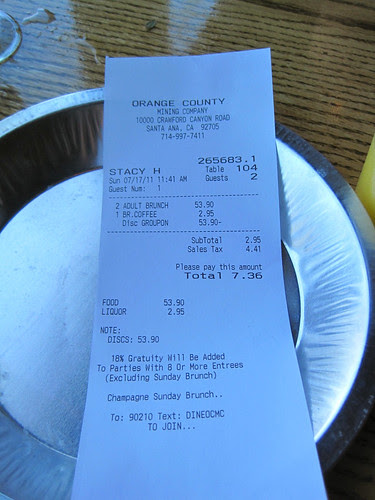 ORANGE COUNTY
MINING COMPANY
10000 CRAWFORD CANYON ROAD
SANTA ANA, CA 92705
714-997-7411
265683.1
STACY H Table 104
Sun 07/17/11 11:41 AM Guests 2
Guest Num: 1
2 ADULT BRUNCH 53.90
1 BR.COFFEE 2.95
Disc GROUPON 53.90-
SubTotal 2.95
Sales Tax 4.41
Please pay this amount
Total 7.36
FOOD 53.90
LIQUOR 2.95
NOTE:
DISCS: 53.90
18% Gratuity Will Be Added
To Parties With 8 Or More Entrees
(Excluding Sunday Brunch)
Champagne Sunday Brunch..
To: 90210 Text: DINEOCMC
TO JOIN...